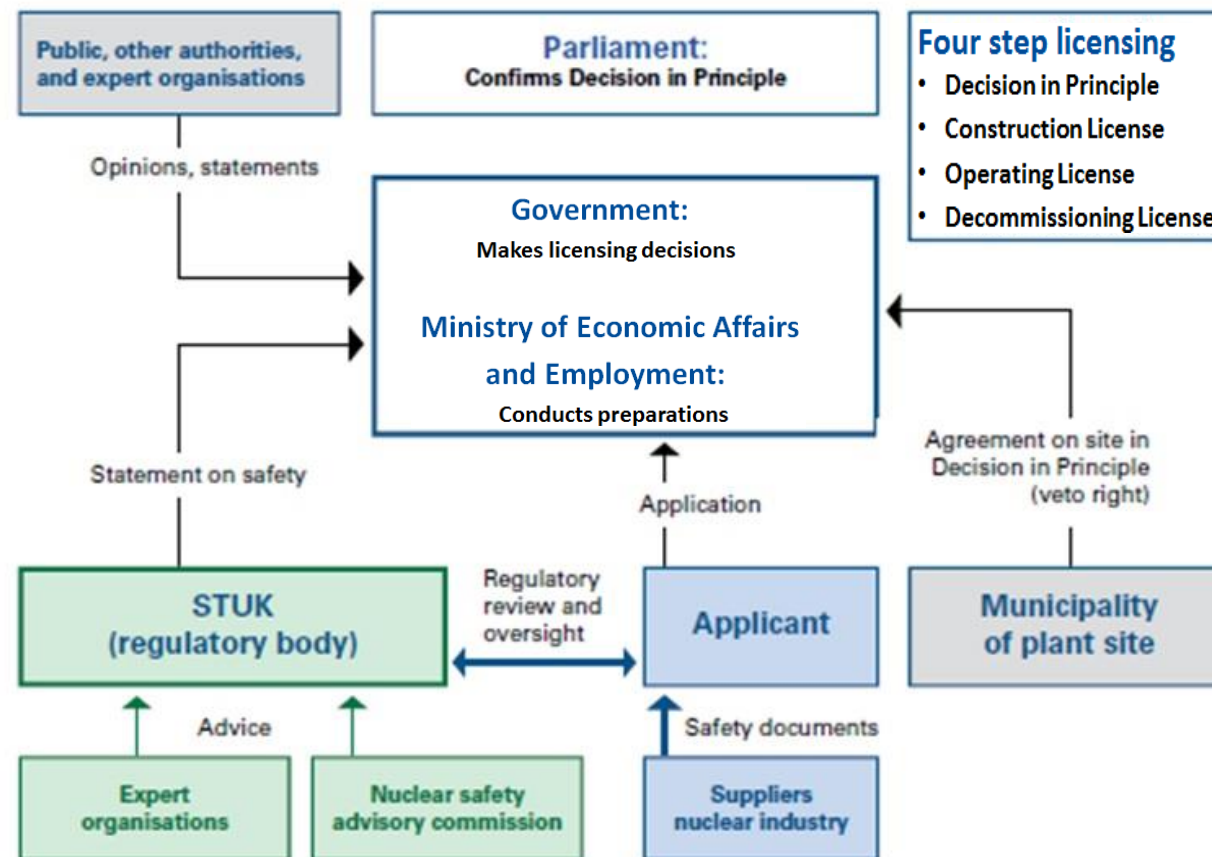 Public, other authorities,
and expert organisations
Parliament:
Confirms Decision in Principle
Four step licensing
• Decision in Principle
• Construction License
• Operating License
• Decommissioning License
Opinions, statements
Government:
Makes licensing decisions
Ministry of Economic Affairs
and Employment:
Conducts preparations
Statement on safety
Application
Agreement on site in
Decision in Principle
(veto right)
STUK
(regulatory body)
Regulatory
review and
oversight
Applicant
Municipality
of plant site
Advice
Safety documents
Expert
organisations
Nuclear safety
advisory commission
Suppliers
nuclear industry